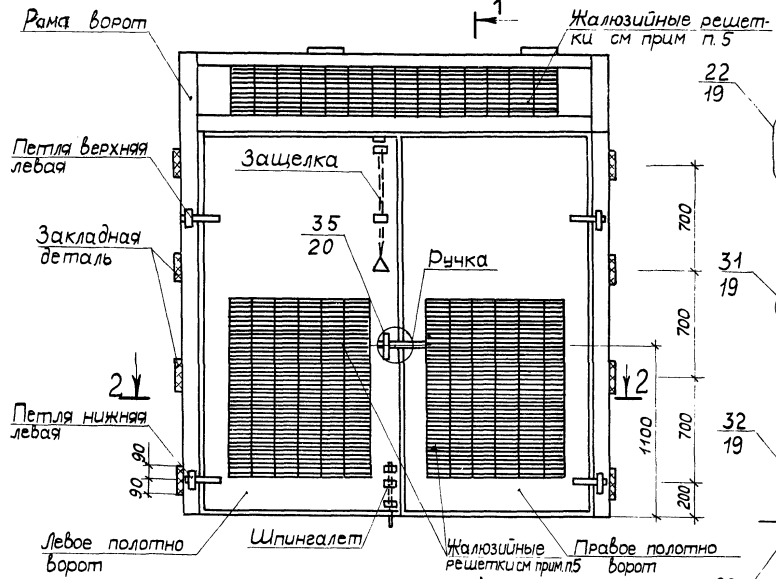 1
Рама ворот
Жалюзийные решет-
ки см прим п.5
22
19
Петля верхняя
левая
Защелка
700
35
20
Закладная
деталь
Ручка
31
19
700
2
2
Петля нижняя
левая
1100
700
32
19
90
90
200
Левое полотно
ворот
Шпингалет
Жалюзийные
решетки см прим.п5
Правое полотно
ворот